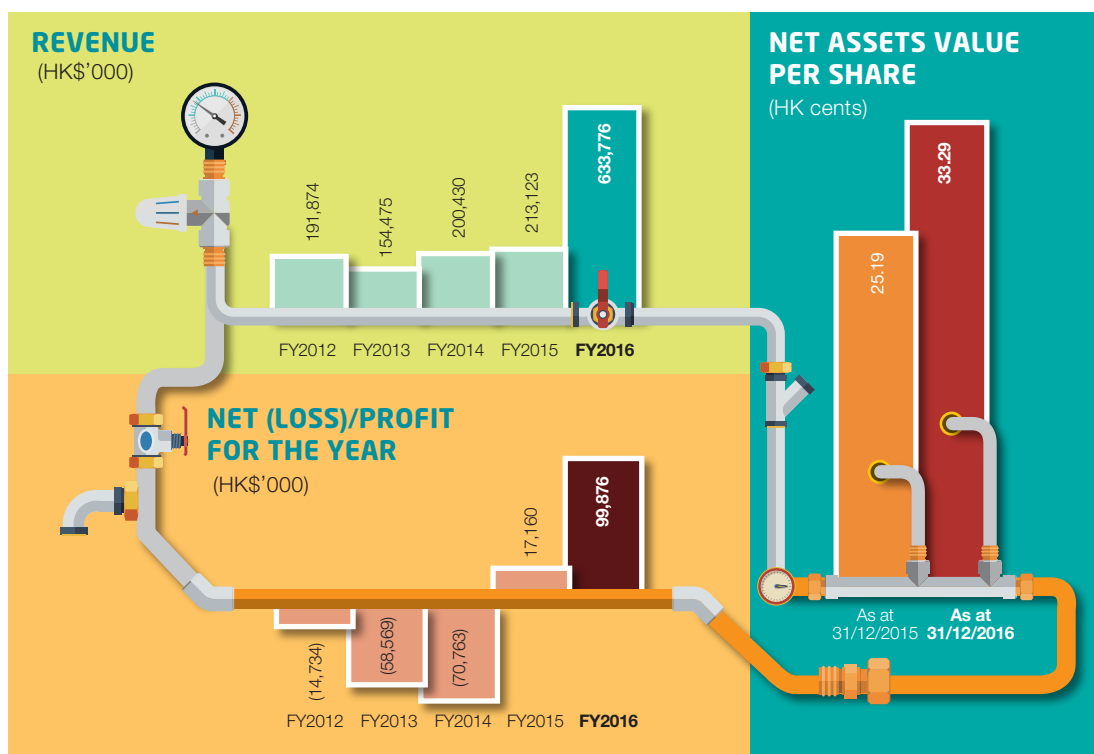 REVENUE
(HK$'000)
191,874
154,475
200,430
213,123
633,776
FY2012 FY2013 FY2014 FY2015 FY2016
NET (LOSS)/PROFIT
FOR THE YEAR
(HK$'000)
(14,734)
(58,569)
(70,763)
17,160
99,876
FY2012 FY2013 FY2014 FY2015 FY2016
NET ASSETS VALUE
PER SHARE
(HK cents)
25.19
33.29
As at
31/12/2015
As at
31/12/2016